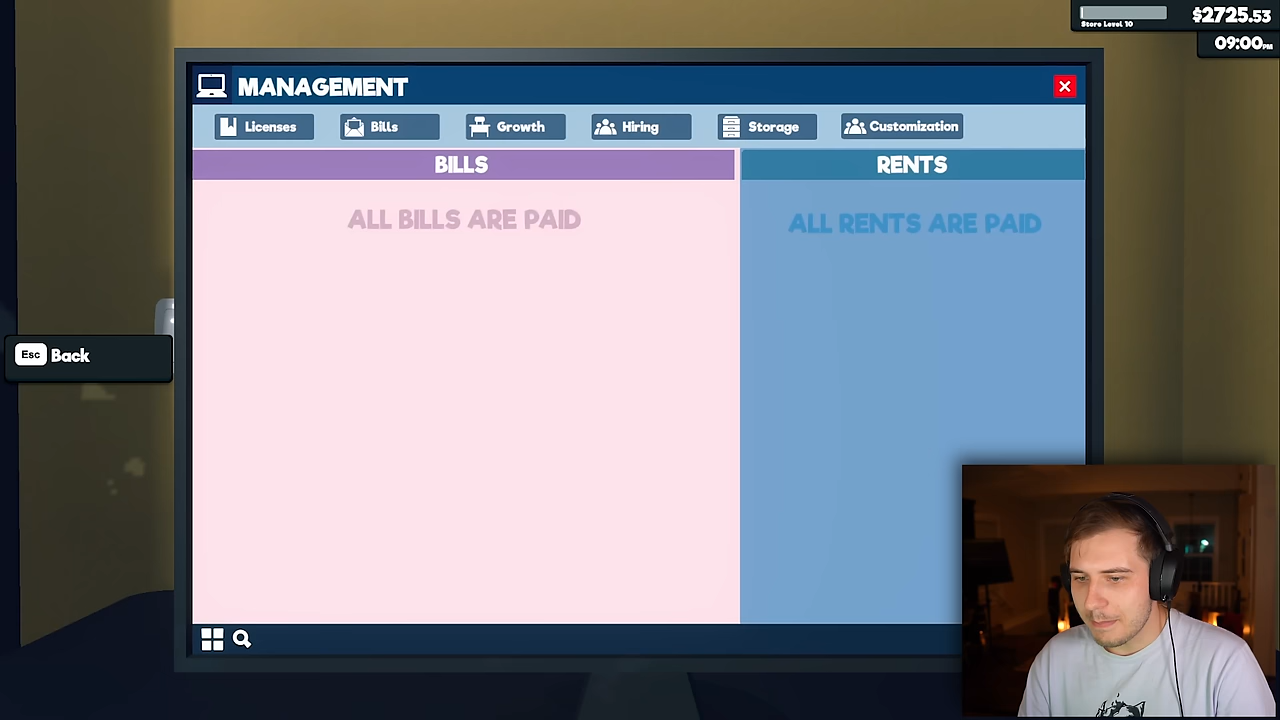 $2725.53
Store Level 10
09:00PM
MANAGEMENT
Licenses
Bills
Growth
Hiring
Storage
Customization
BILLS
RENTS
ALL BILLS ARE PAID
ALL RENTS ARE PAID
Esc Back